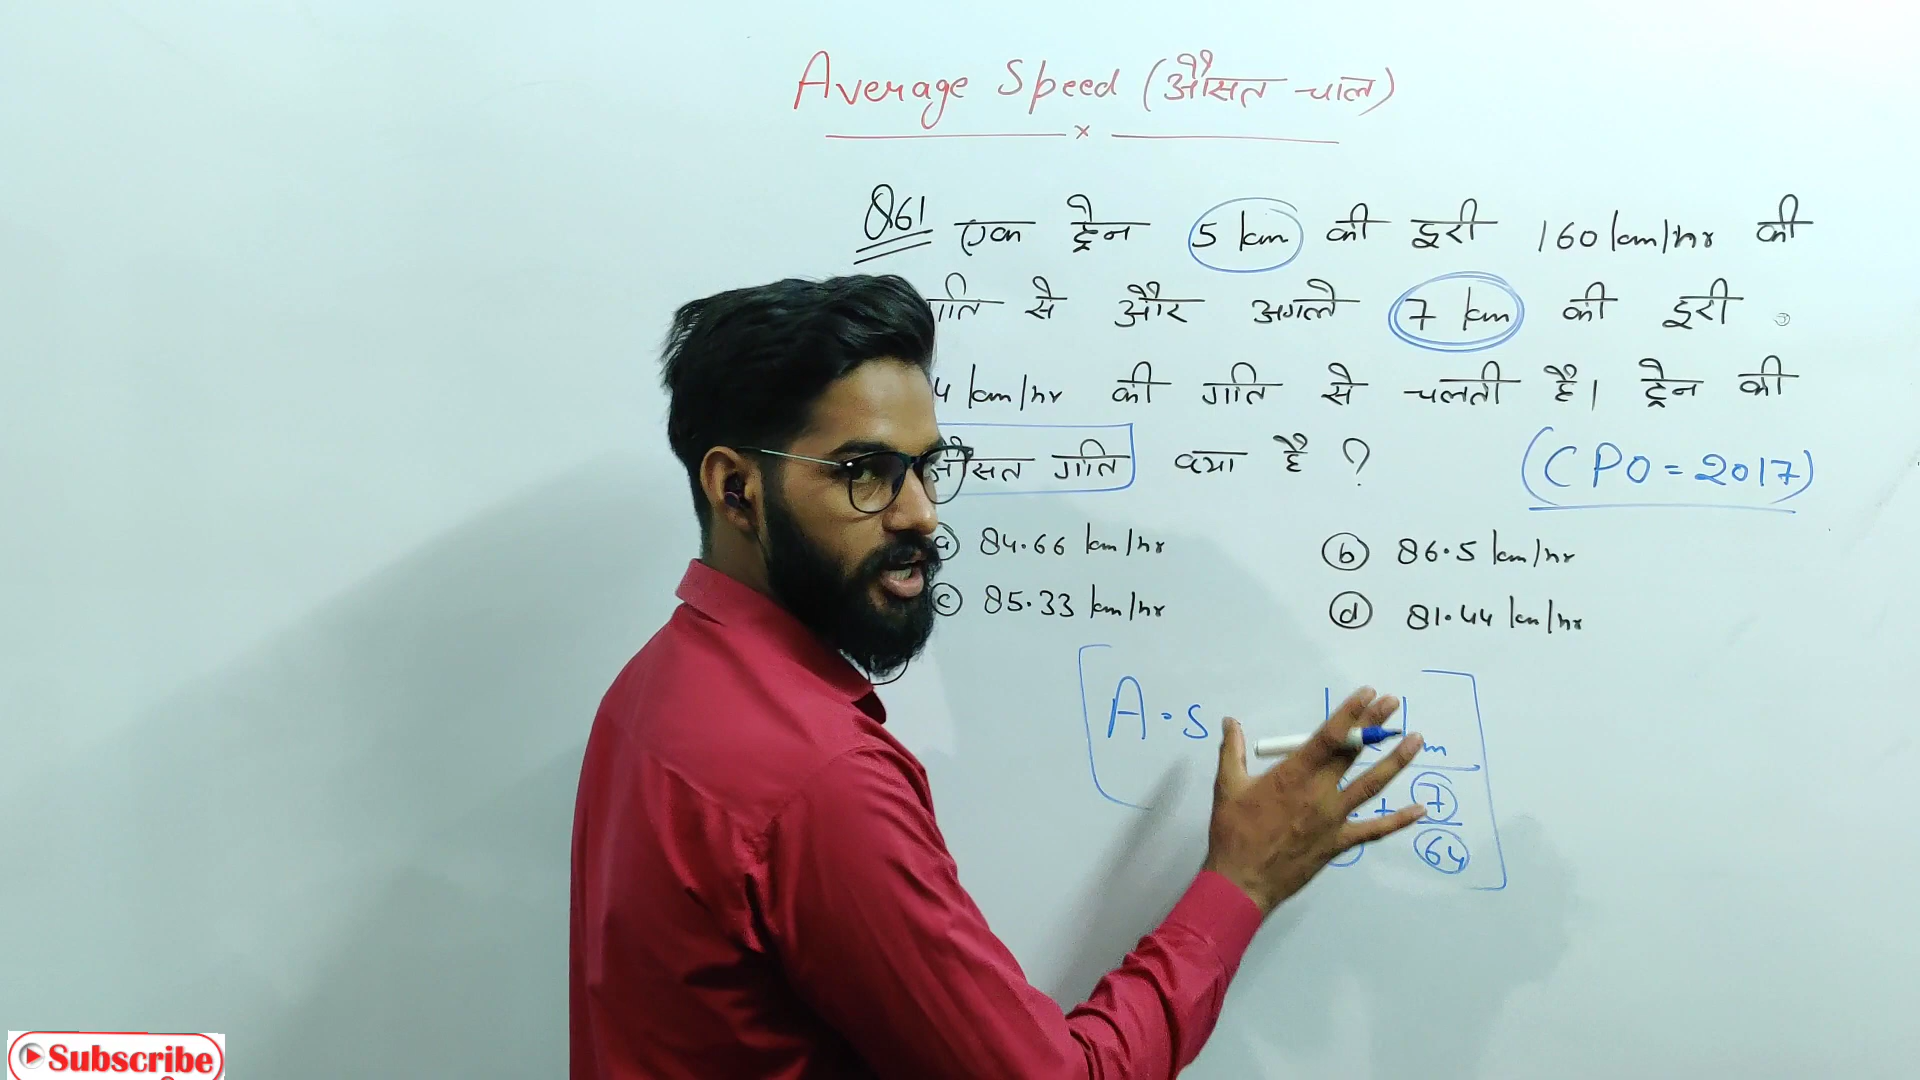 Average Speed (औसत चाल)
Q61 एक ट्रेन 5 km की दूरी 160 km/hr की
गति से और अगले 7 km की दूरी
4 km/hr की गति से चलती है। ट्रेन की
औसत गति क्या है ?
(CPO = 2017)
(a) 84.66 km/hr (b) 86.5 km/hr
(c) 85.33 km/hr (d) 81.44 km/hr
A.S
m
+ 7
64
Subscribe